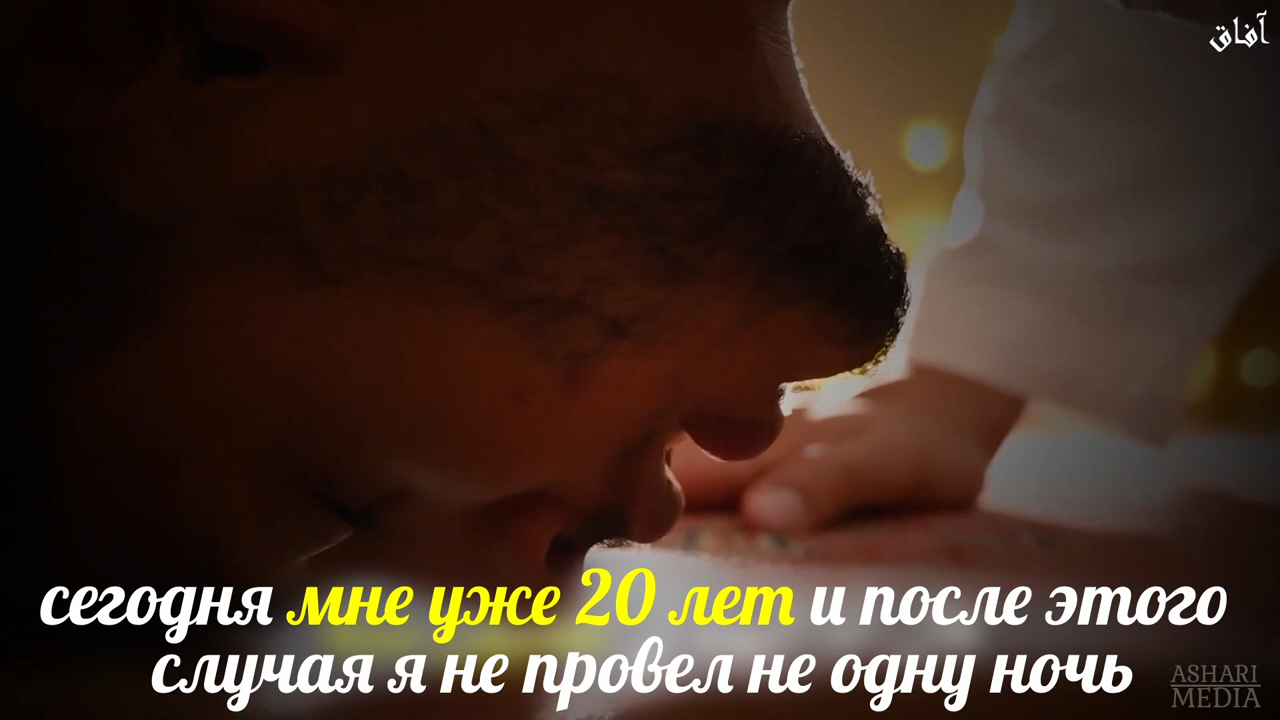 آفاق
сегодня мне уже 20 лет и после этого
случая я не провел не одну ночь
ASHARI
MEDIA